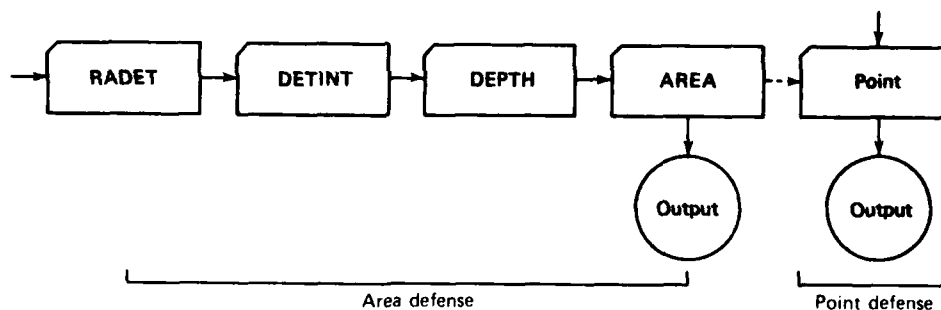 RADET
DETINT
DEPTH
AREA
Point
Output
Output
Area defense
Point defense